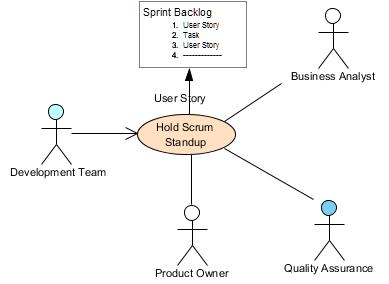 Sprint Backlog
1. User Story
2. Task
3. User Story
4. -------------
Business Analyst
User Story
Hold Scrum
Standup
Development Team
Product Owner
Quality Assurance